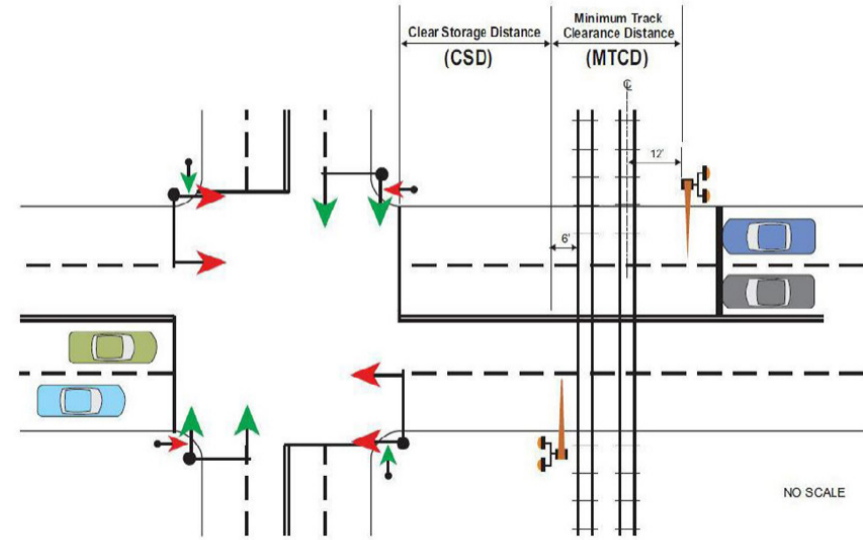 Clear Storage Distance
(CSD)
Minimum Track
Clearance Distance
(MTCD)
℄
12'
6'
NO SCALE